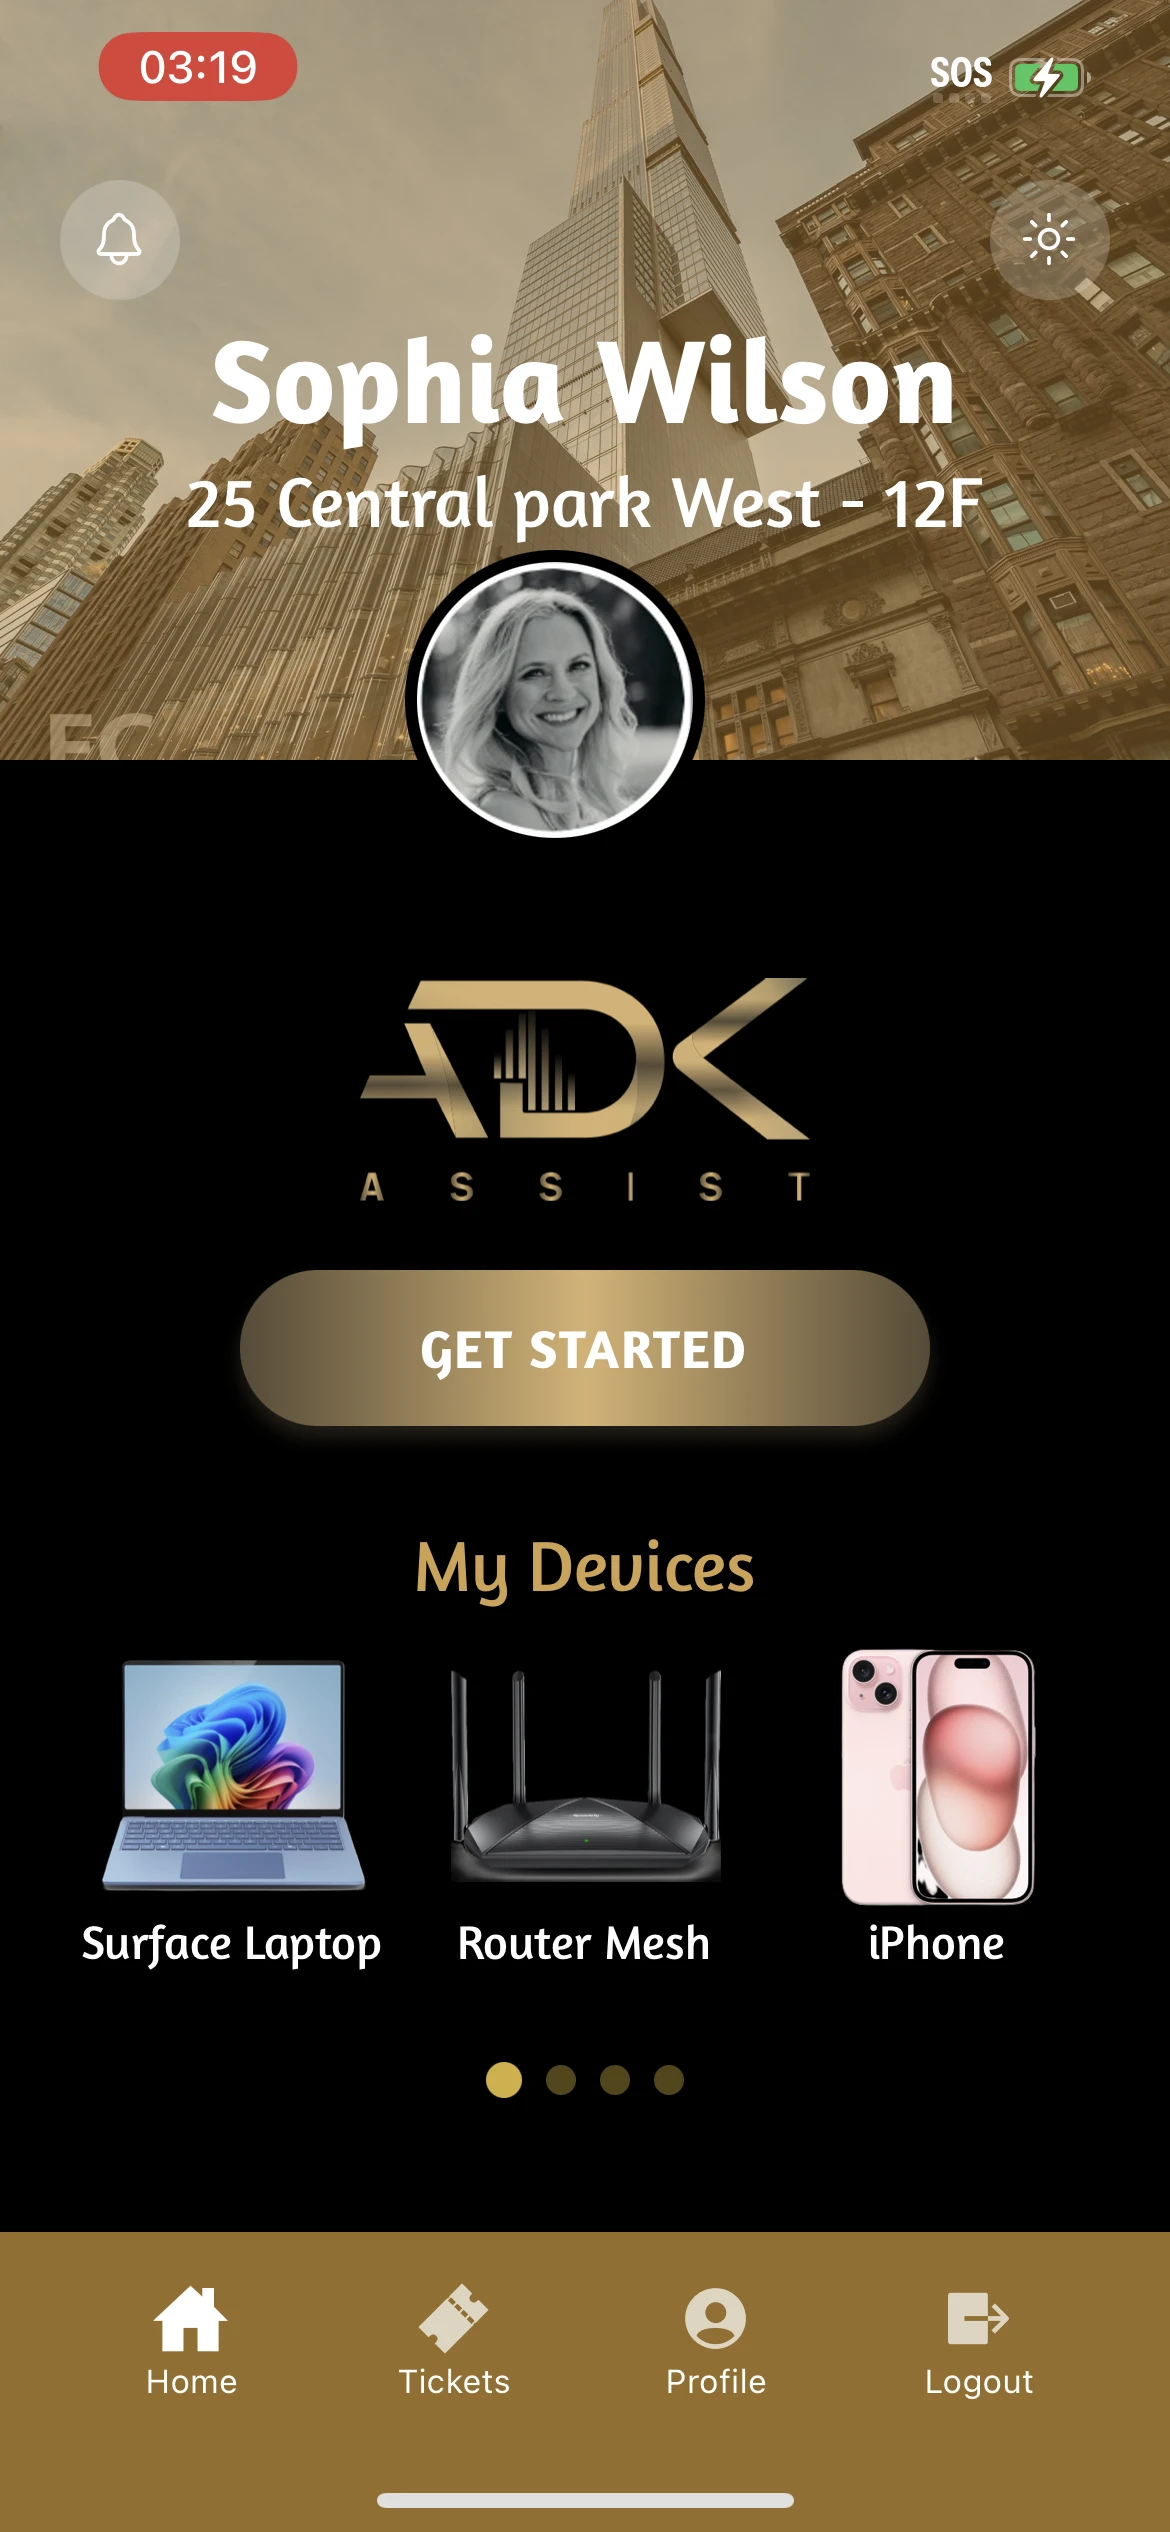 03:19
SOS
Sophia Wilson
25 Central park West - 12F
EC
ADK
ASSIST
GET STARTED
My Devices
Surface Laptop
Router Mesh
iPhone
Home
Tickets
Profile
Logout